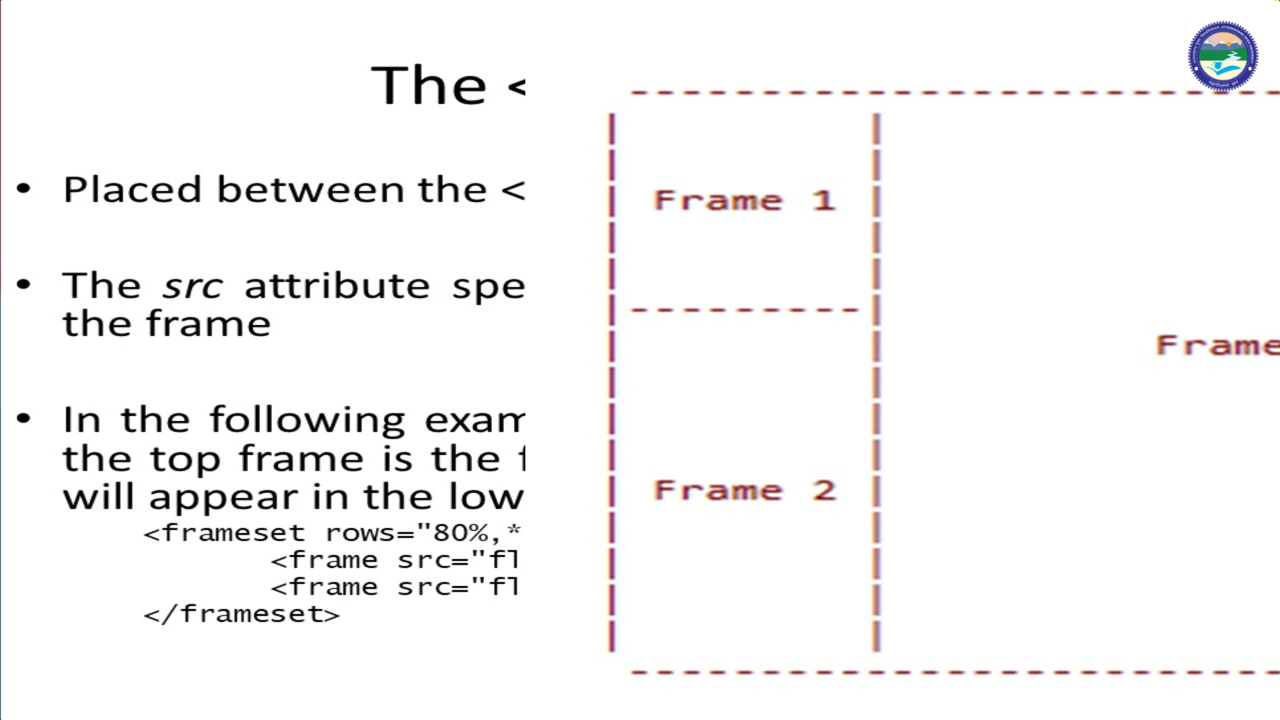 The <
• Placed between the <
• The src attribute spe
the frame
• In the following exam
the top frame is the f
will appear in the low
<frameset rows="80%,*
<frame src="fl
<frame src="fl
</frameset>
Frame 1
Frame 2
Frame